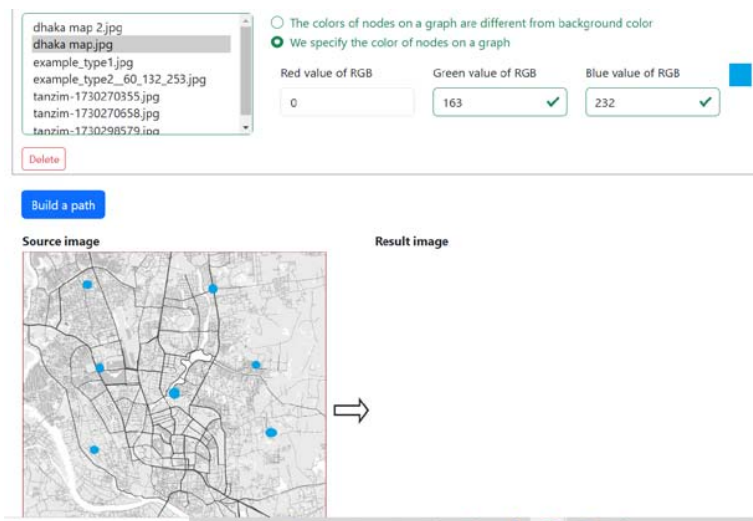 dhaka map 2.jpg
dhaka map.jpg
example_type1.jpg
example_type2__60_132_253.jpg
tanzim-1730270355.jpg
tanzim-1730270658.jpg
tanzim-1730298579.jpg
Delete
The colors of nodes on a graph are different from background color
We specify the color of nodes on a graph
Red value of RGB Green value of RGB Blue value of RGB
0 163 232
Build a path
Source image Result image